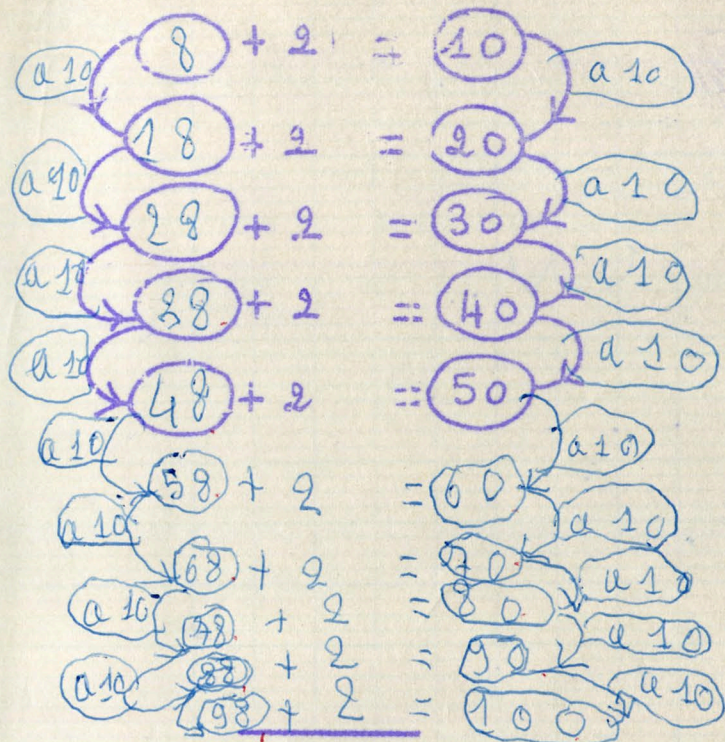 a 10 8 + 2 = 10 a 10
18 + 2 = 20
a 10 28 + 2 = 30 a 10
a 10 38 + 2 = 40 a 10
a 10 48 + 2 = 50 a 10
a 10 58 + 2 = 60 a 10
a 10 68 + 2 = 70 a 10
a 10 78 + 2 = 80 a 10
88 + 2 = 90 a 10
a 10 98 + 2 = 100 a 10